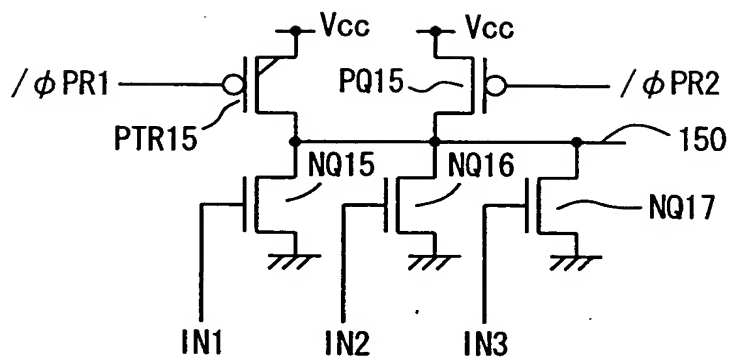 Vcc
Vcc
/φPR1
PQ15
/φPR2
PTR15
150
NQ15
NQ16
NQ17
IN1
IN2
IN3